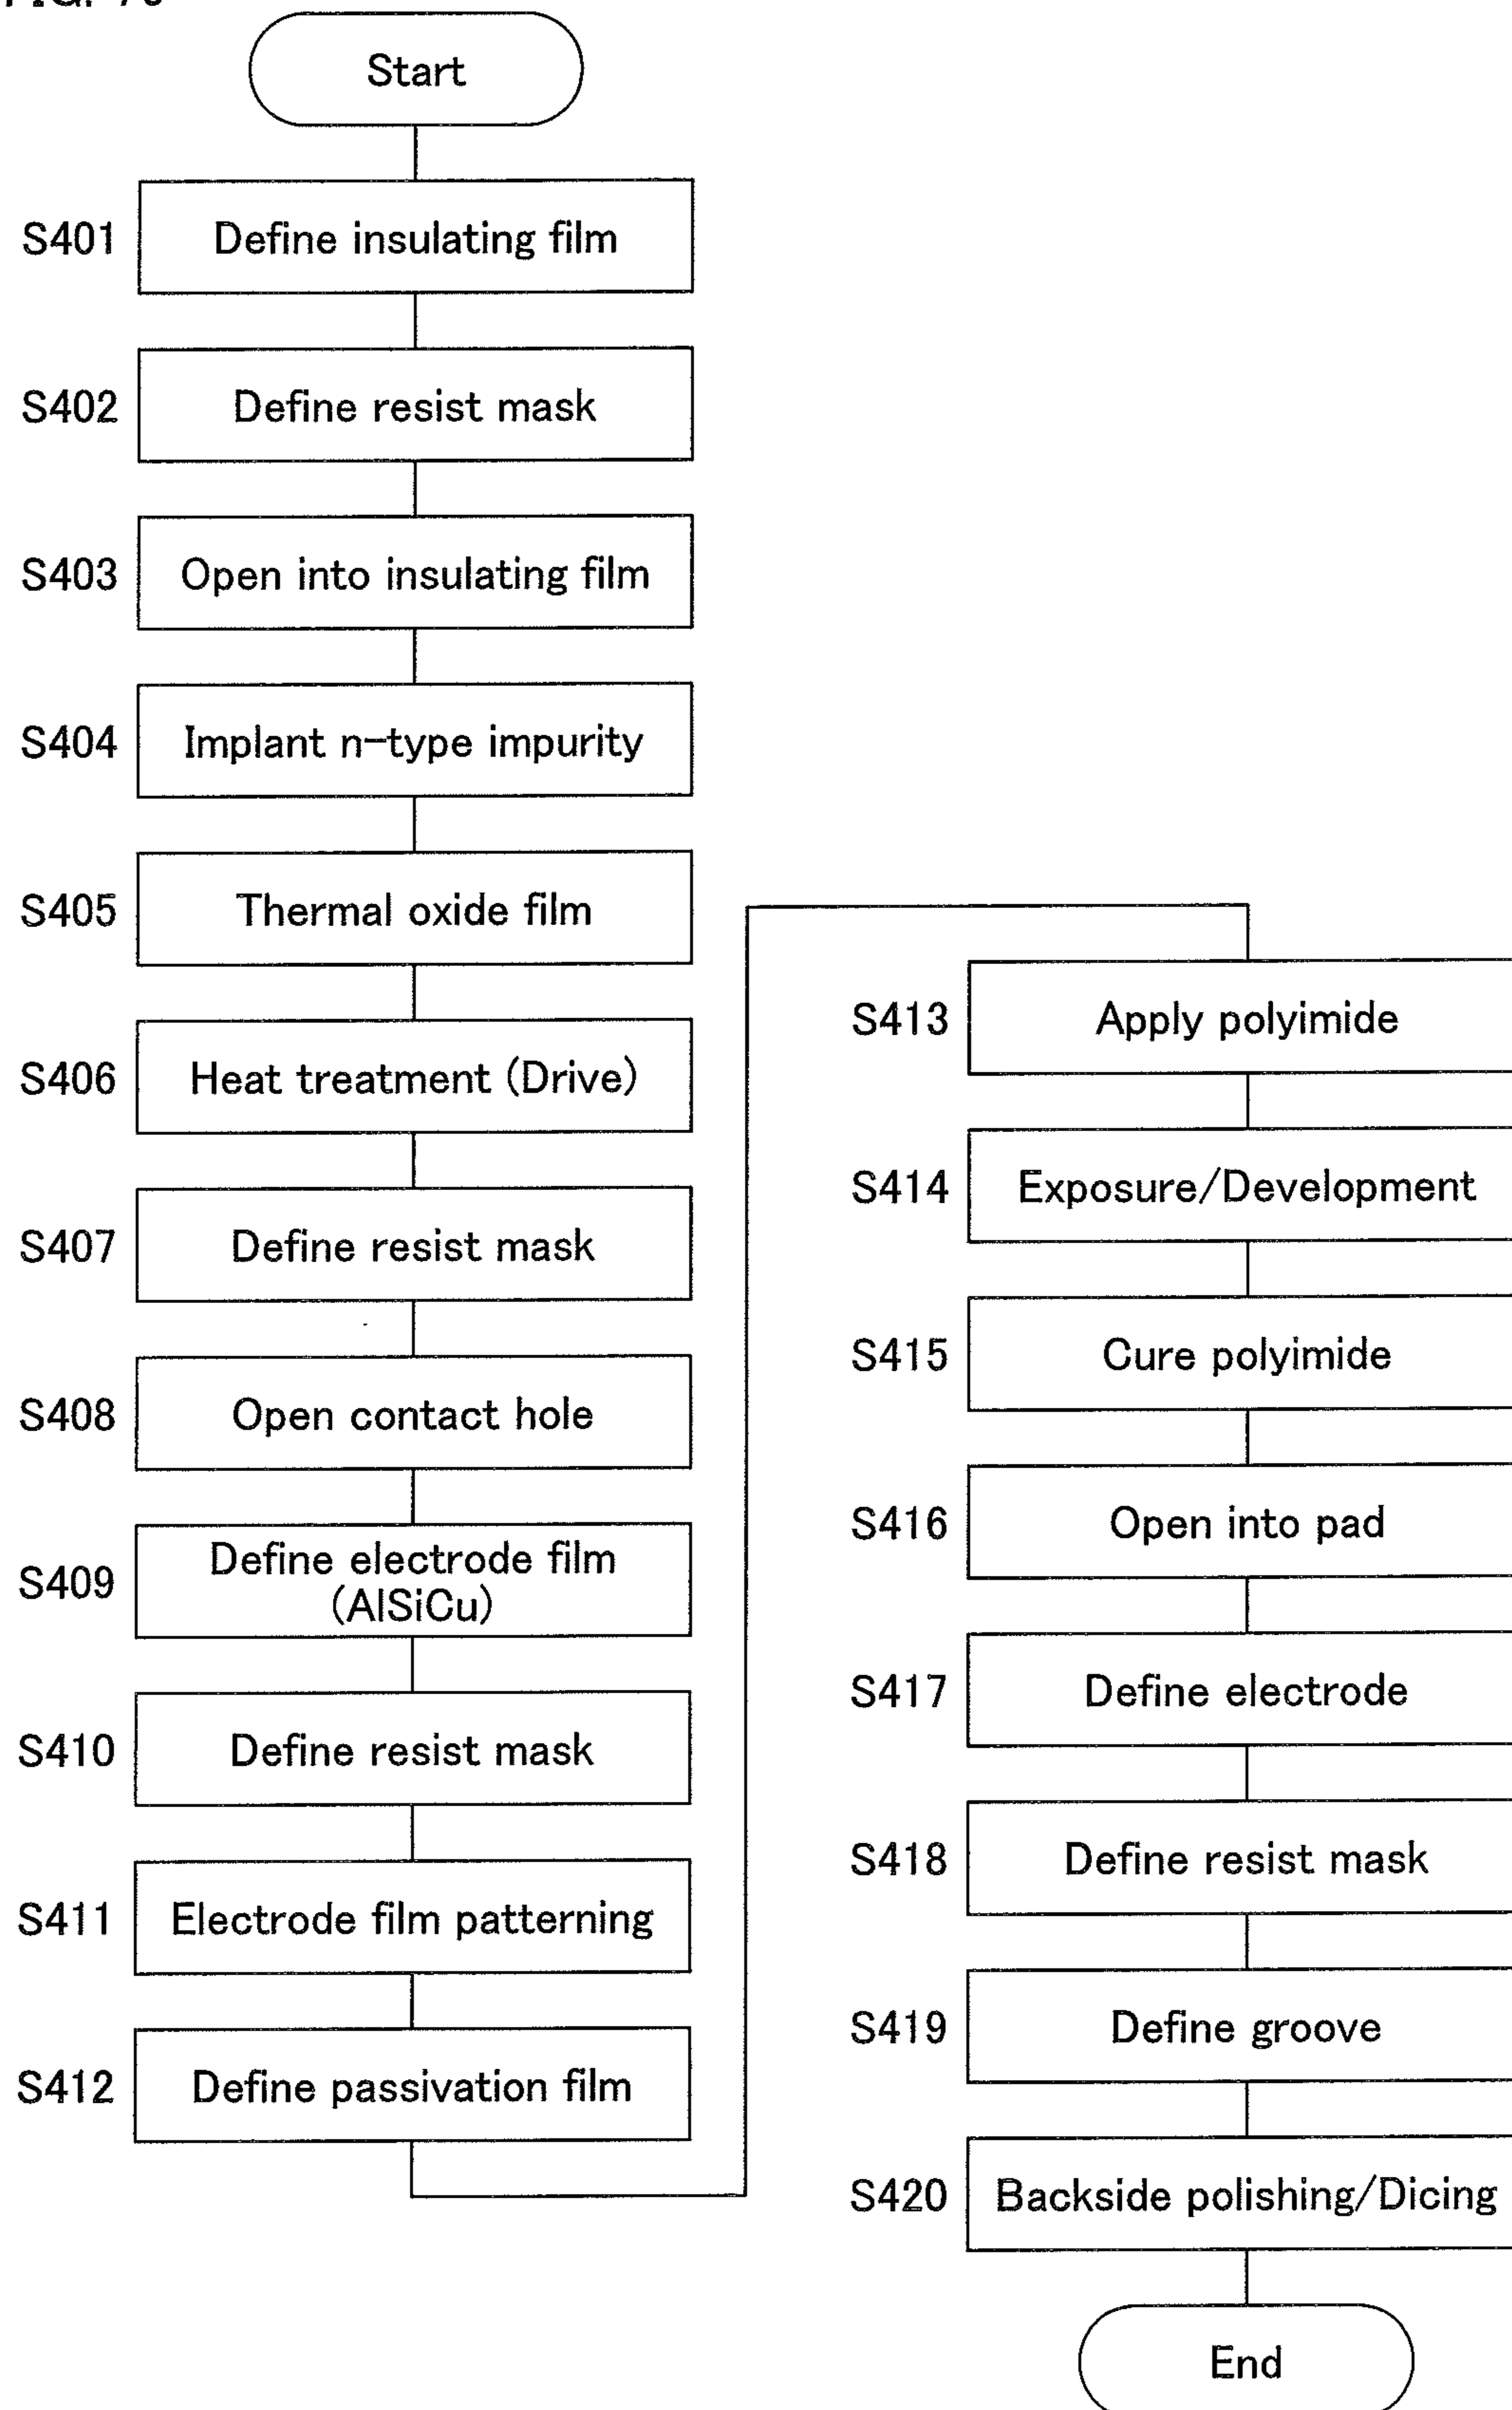 Start
S401 Define insulating film
S402 Define resist mask
S403 Open into insulating film
S404 Implant n-type impurity
S405 Thermal oxide film
S406 Heat treatment (Drive)
S407 Define resist mask
S408 Open contact hole
S409 Define electrode film
(AlSiCu)
S410 Define resist mask
S411 Electrode film patterning
S412 Define passivation film
S413 Apply polyimide
S414 Exposure/Development
S415 Cure polyimide
S416 Open into pad
S417 Define electrode
S418 Define resist mask
S419 Define groove
S420 Backside polishing/Dicing
End